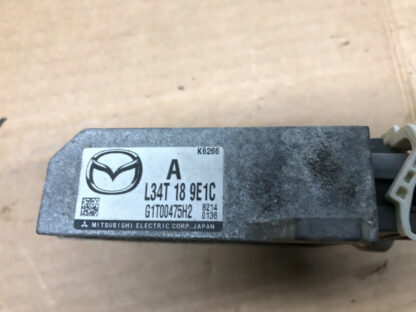 K6266
A
L34T 18 9E1C
G1T00475H2 8214
0136
MITSUBISHI ELECTRIC CORP. JAPAN